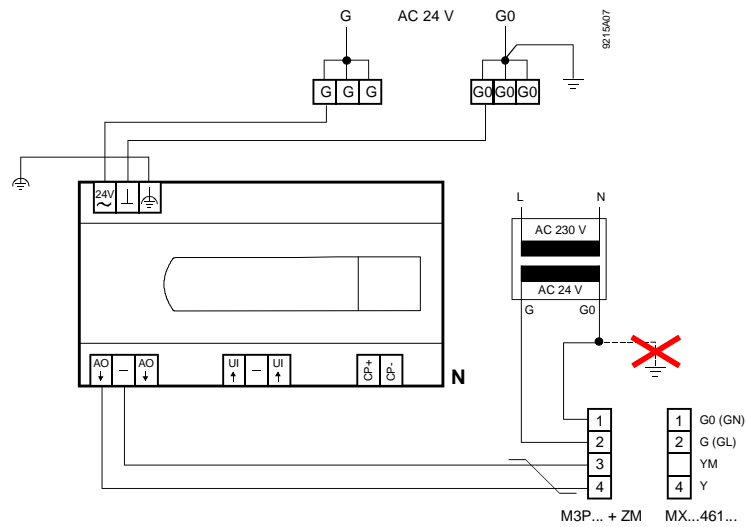 G AC 24 V G0
9215A07
G G G G0 G0 G0
24V ~ ⊥
L N
AC 230 V
AC 24 V
G G0
AO ↓ – AO ↓ UI ↑ – UI ↑ CP+ CP-
N
1 1 G0 (GN)
2 2 G (GL)
3 YM
4 4 Y
M3P... + ZM MX...461...